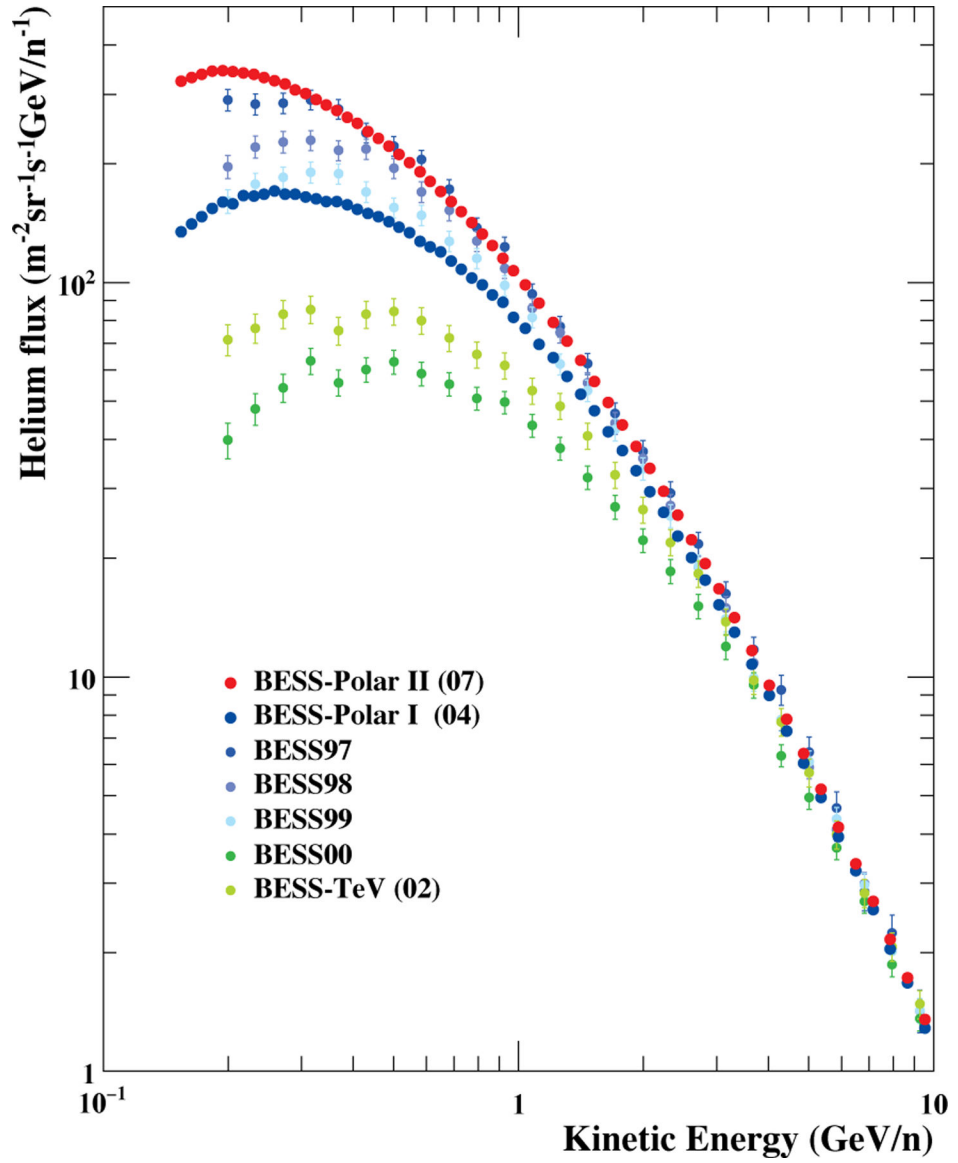 Helium flux (m⁻²sr⁻¹s⁻¹GeV/n⁻¹)
10²
10
1
BESS-Polar II (07)
BESS-Polar I (04)
BESS97
BESS98
BESS99
BESS00
BESS-TeV (02)
10⁻¹
1
10
Kinetic Energy (GeV/n)